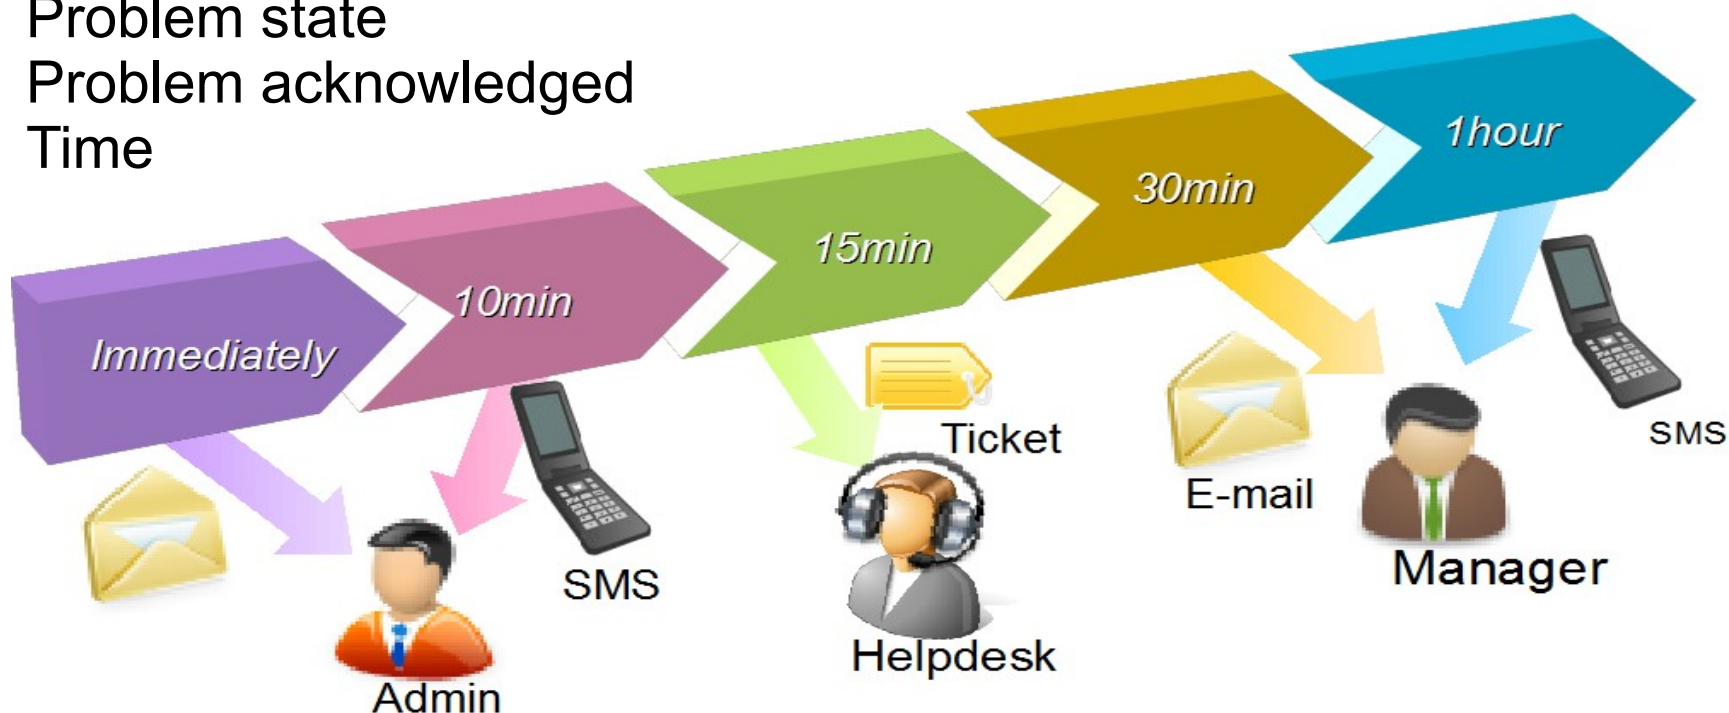 Problem state
Problem acknowledged
Time
Immediately
10min
15min
30min
1hour
Ticket
SMS
E-mail
SMS
Manager
Helpdesk
Admin